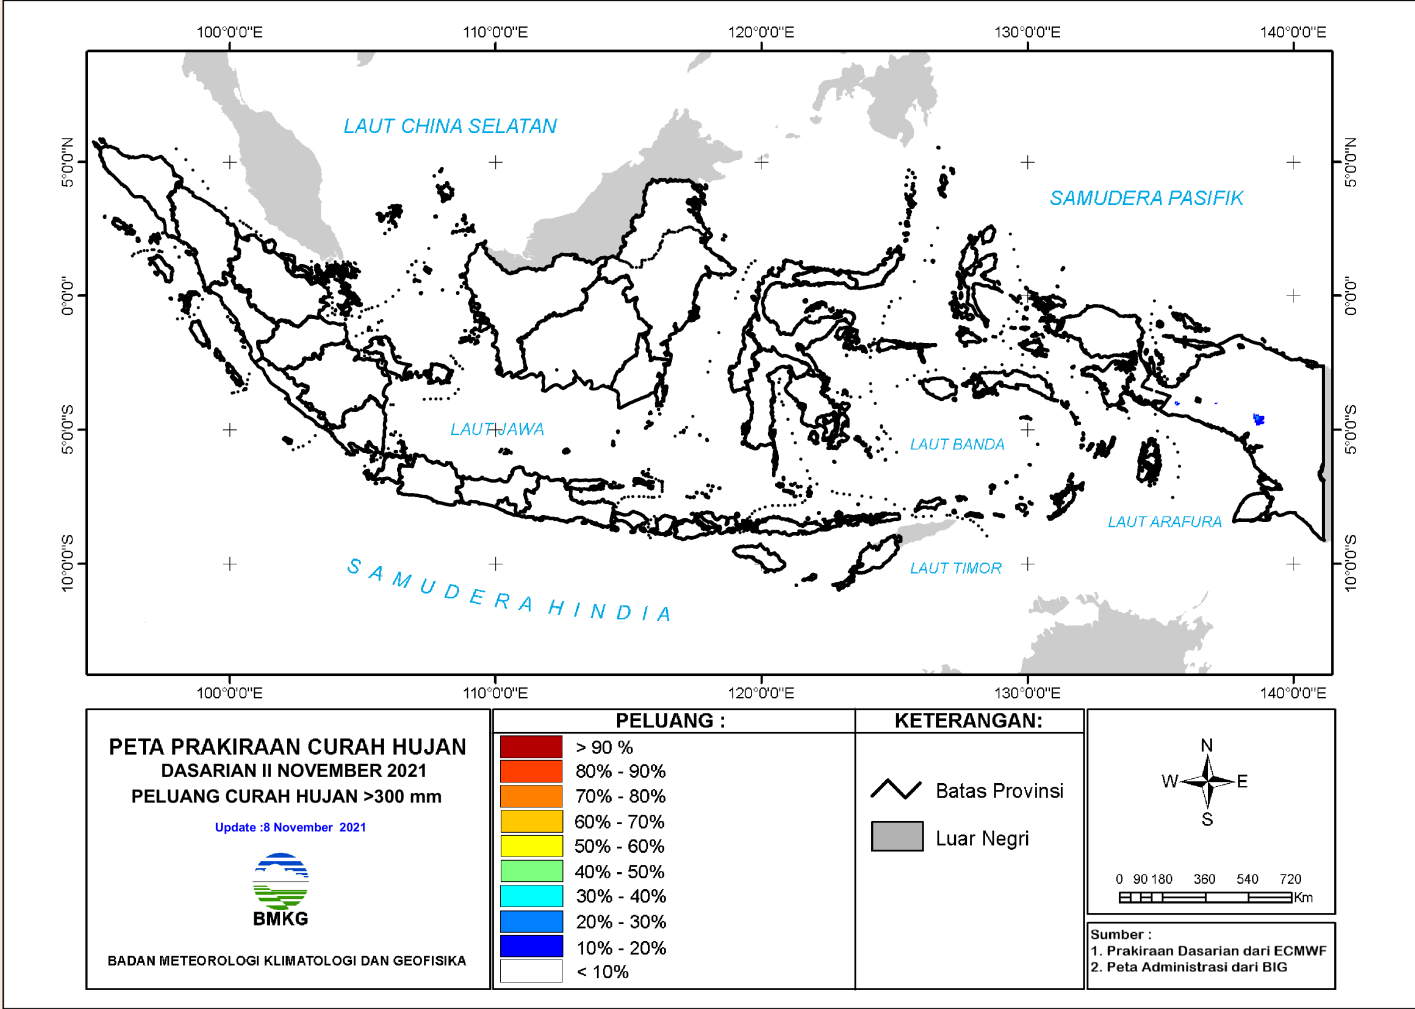 100°0'0"E 110°0'0"E 120°0'0"E 130°0'0"E 140°0'0"E
LAUT CHINA SELATAN
5°0'0"N 5°0'0"N
SAMUDERA PASIFIK
0°0'0" 0°0'0"
LAUT JAWA
5°0'0"S 5°0'0"S
LAUT BANDA
LAUT ARAFURA
10°0'0"S 10°0'0"S
LAUT TIMOR
SAMUDERA HINDIA
100°0'0"E 110°0'0"E 120°0'0"E 130°0'0"E 140°0'0"E
PETA PRAKIRAAN CURAH HUJAN
DASARIAN II NOVEMBER 2021
PELUANG CURAH HUJAN >300 mm
Update :8 November 2021
BMKG
BADAN METEOROLOGI KLIMATOLOGI DAN GEOFISIKA
PELUANG :
> 90 %
80% - 90%
70% - 80%
60% - 70%
50% - 60%
40% - 50%
30% - 40%
20% - 30%
10% - 20%
< 10%
KETERANGAN:
Batas Provinsi
Luar Negri
N
W E
S
0 90 180 360 540 720
Km
Sumber :
1. Prakiraan Dasarian dari ECMWF
2. Peta Administrasi dari BIG